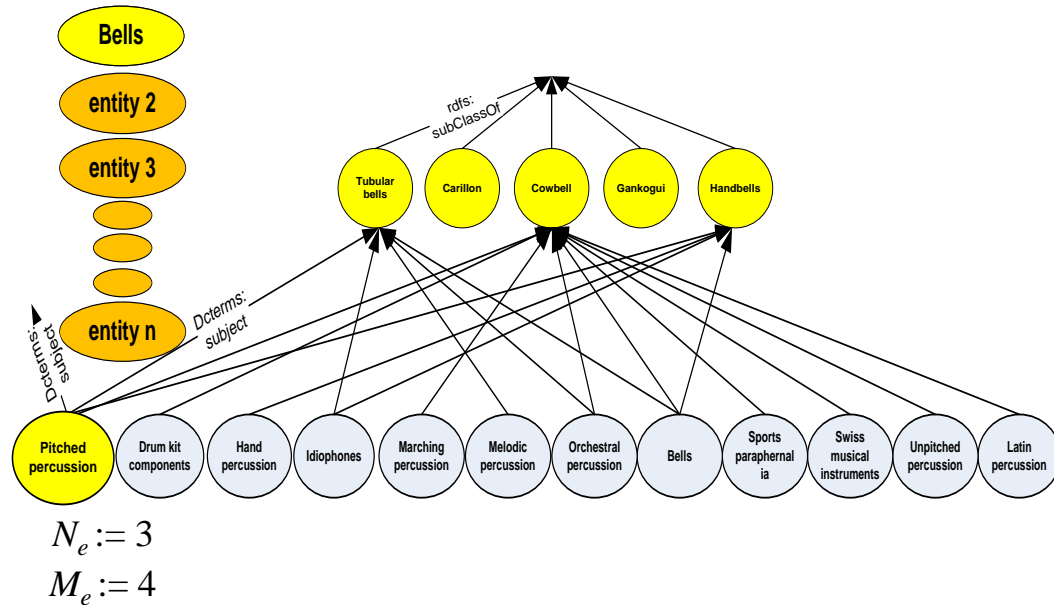 Bells
entity 2
entity 3
entity n
rdfs:
subClassOf
Tubular
bells
Carillon
Cowbell
Gankogui
Handbells
Dcterms:
subject
Dcterms:
subject
Pitched
percussion
Drum kit
components
Hand
percussion
Idiophones
Marching
percussion
Melodic
percussion
Orchestral
percussion
Bells
Sports
paraphernal
ia
Swiss
musical
instruments
Unpitched
percussion
Latin
percussion
N_e := 3
M_e := 4